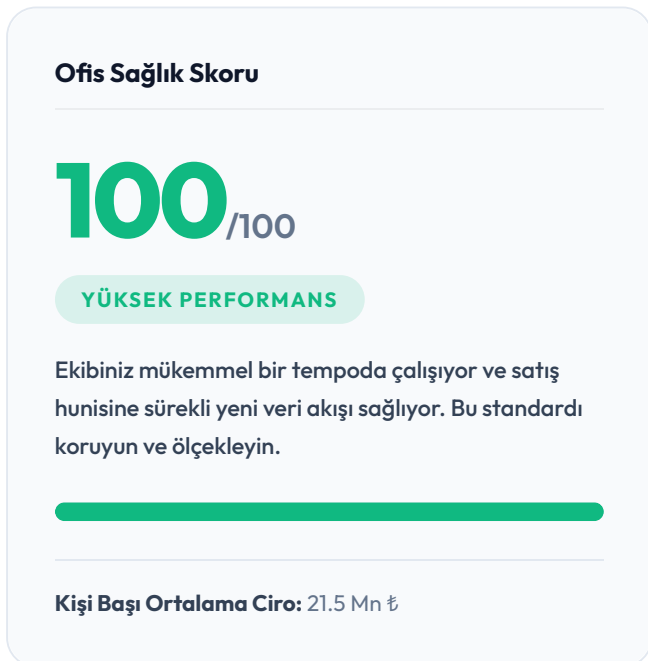 Ofis Sağlık Skoru
100/100
YÜKSEK PERFORMANS
Ekibiniz mükemmel bir tempoda çalışıyor ve satış
hunisine sürekli yeni veri akışı sağlıyor. Bu standardı
koruyun ve ölçekleyin.
Kişi Başı Ortalama Ciro: 21.5 Mn ₺